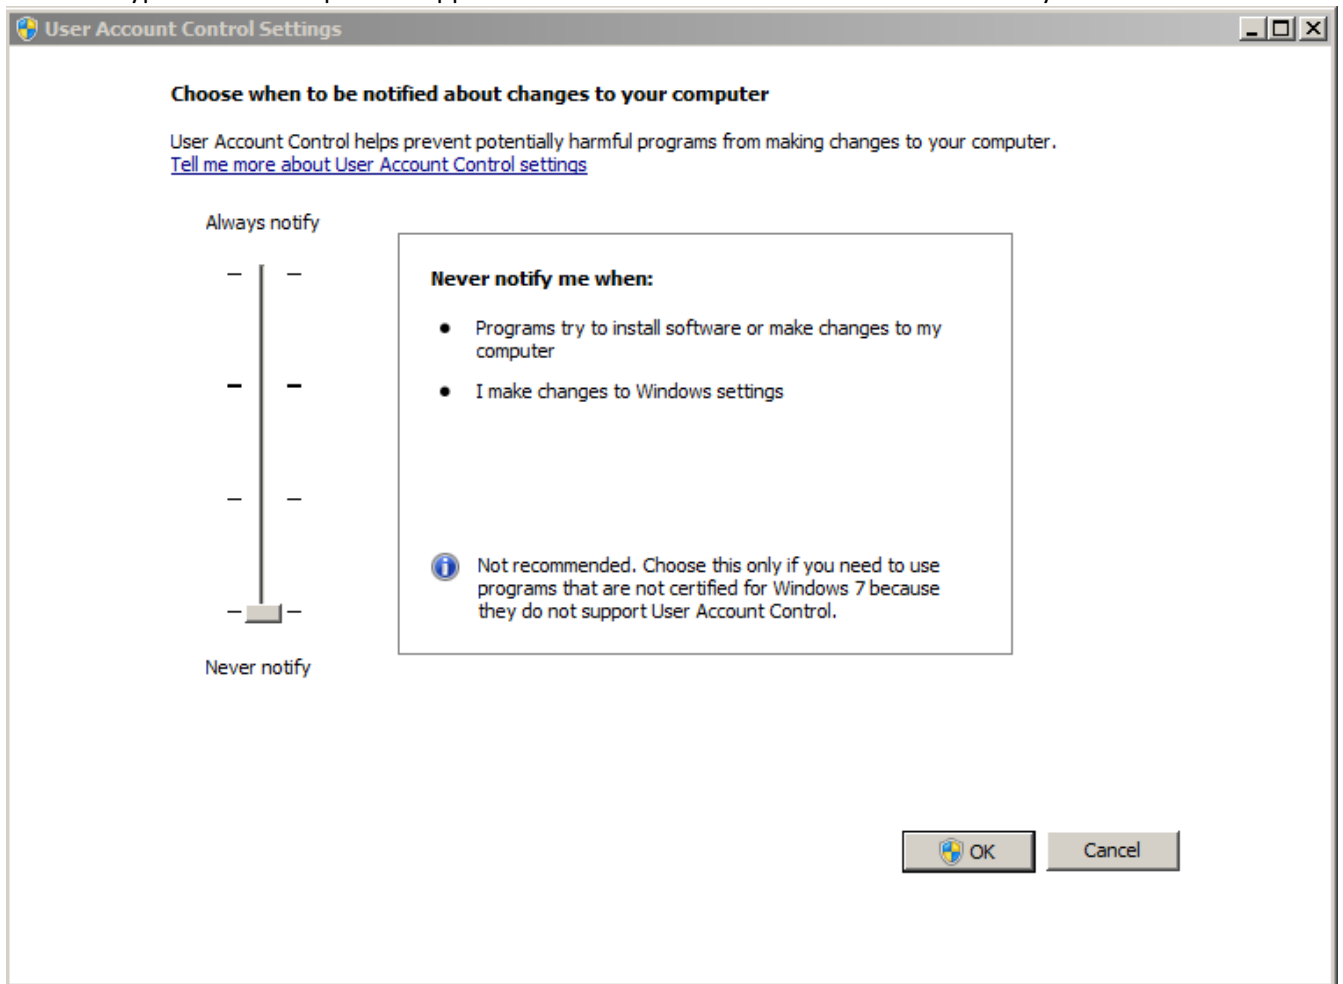 User Account Control Settings
Choose when to be notified about changes to your computer
User Account Control helps prevent potentially harmful programs from making changes to your computer.
Tell me more about User Account Control settings
Always notify
Never notify me when:
• Programs try to install software or make changes to my
computer
• I make changes to Windows settings
Not recommended. Choose this only if you need to use
programs that are not certified for Windows 7 because
they do not support User Account Control.
Never notify
OK
Cancel